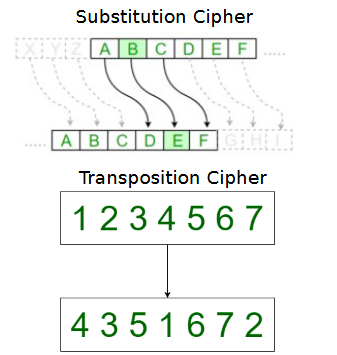 Substitution Cipher
X Y Z A B C D E F ......
..... A B C D E F G H I
Transposition Cipher
1 2 3 4 5 6 7
4 3 5 1 6 7 2